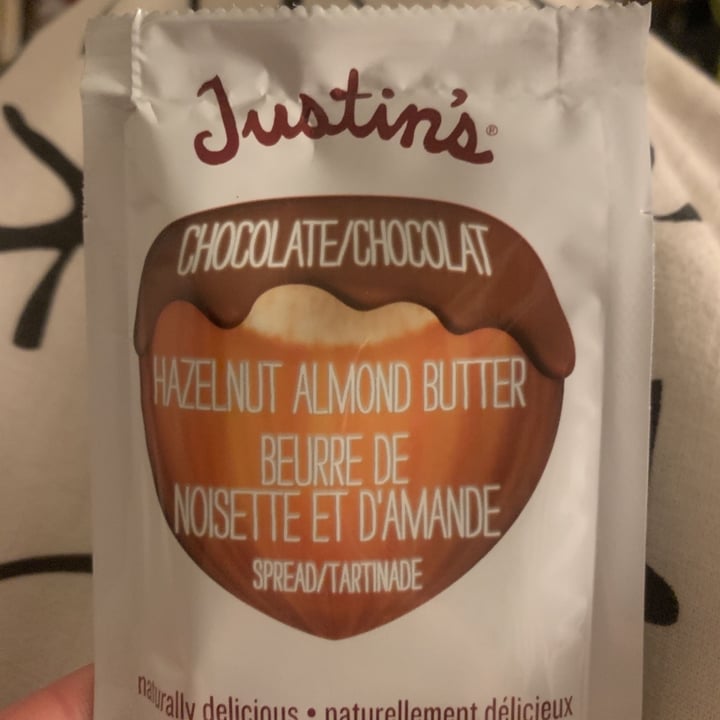 Justin's®
CHOCOLATE/CHOCOLAT
HAZELNUT ALMOND BUTTER
BEURRE DE
NOISETTE ET D'AMANDE
SPREAD/TARTINADE
naturally delicious • naturellement délicieux